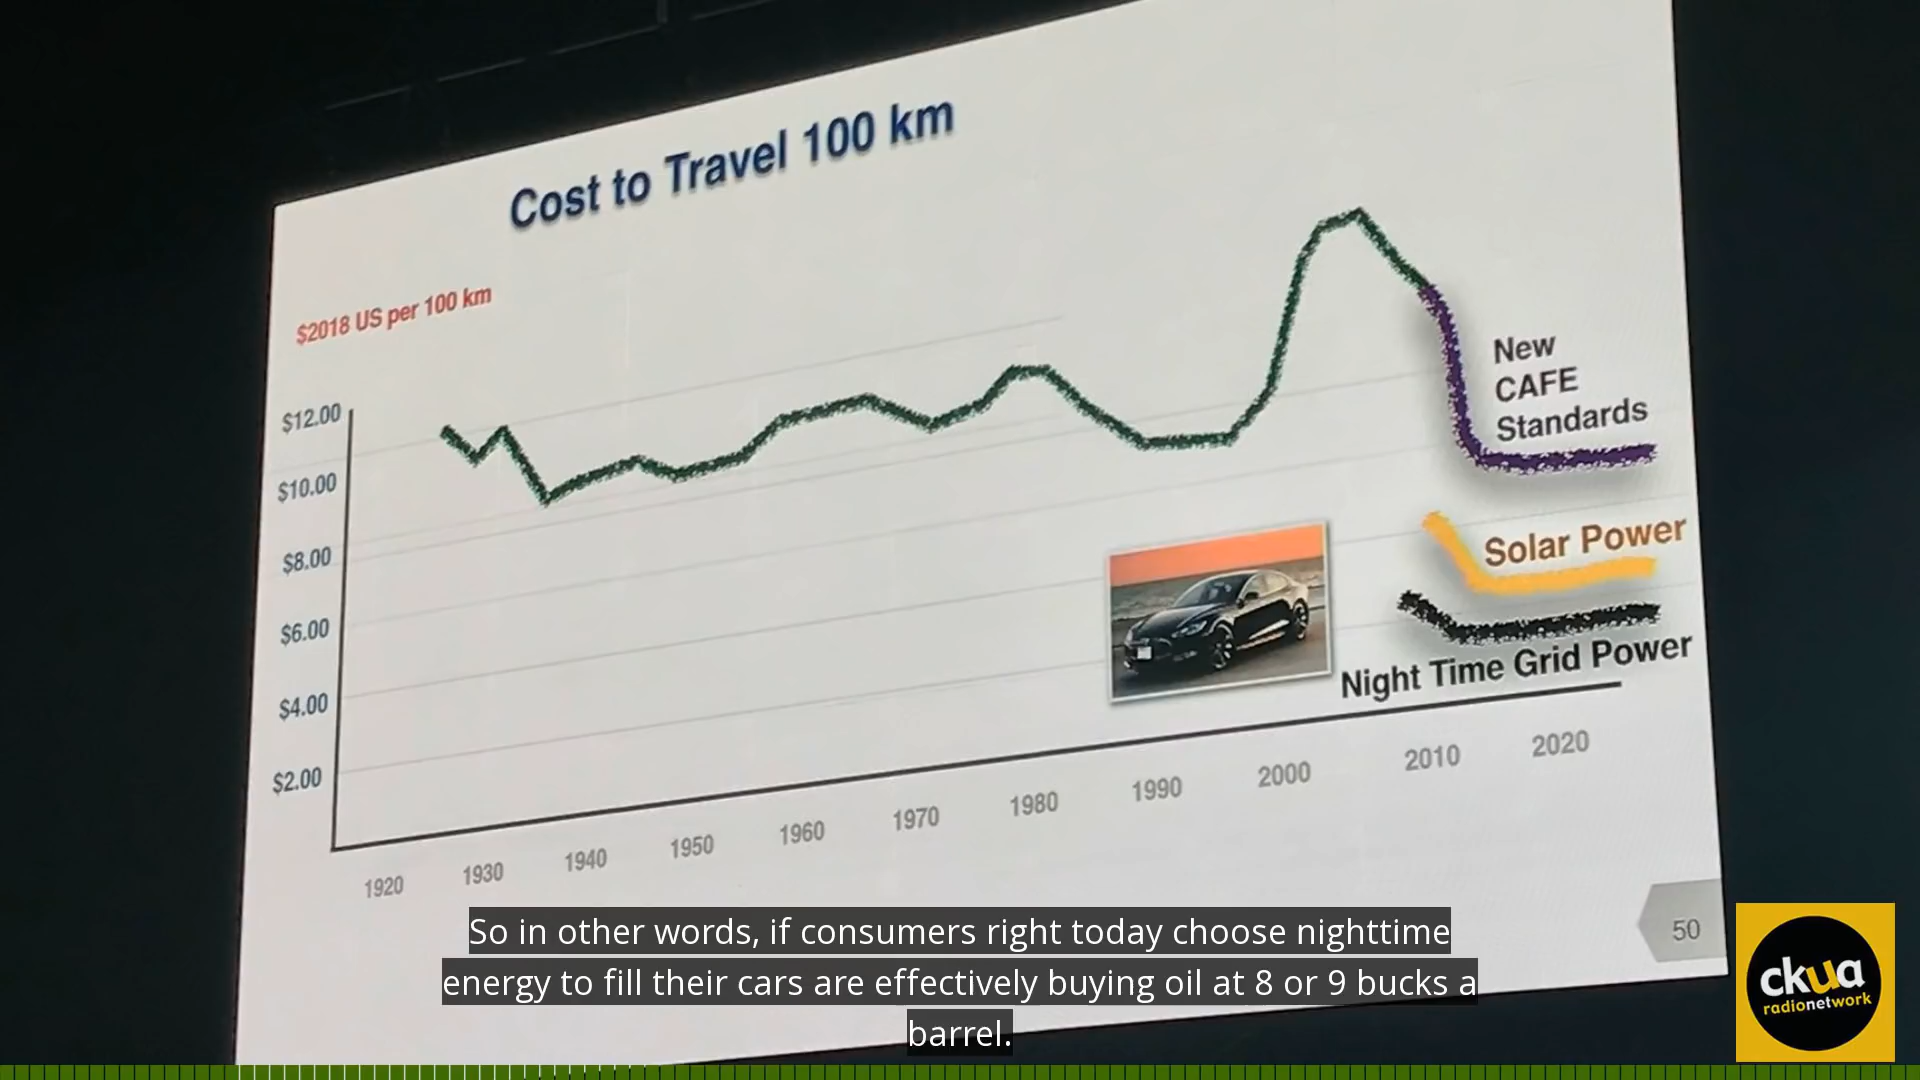 Cost to Travel 100 km
$2018 US per 100 km
$12.00
$10.00
$8.00
$6.00
$4.00
$2.00
New
CAFE
Standards
Solar Power
Night Time Grid Power
1920
1930
1940
1950
1960
1970
1980
1990
2000
2010
2020
50
So in other words, if consumers right today choose nighttime
energy to fill their cars are effectively buying oil at 8 or 9 bucks a
barrel.
ckua
radionetwork